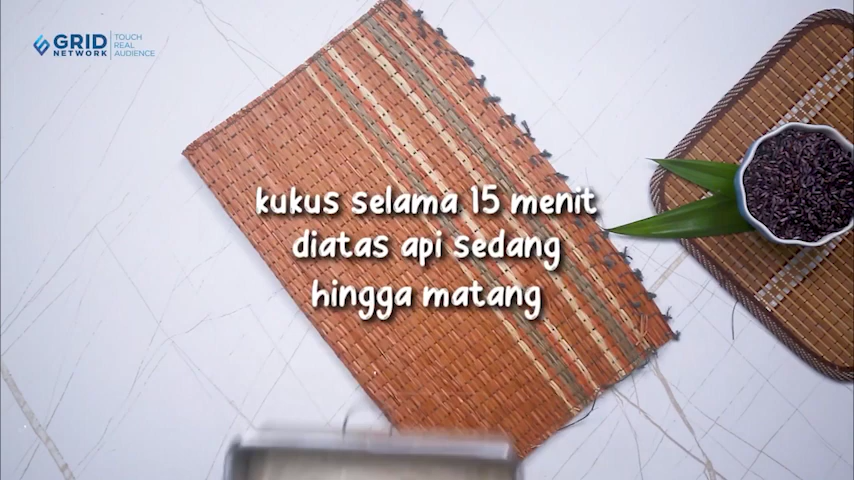 GRID
NETWORK
TOUCH
REAL
AUDIENCE
kukus selama 15 menit
diatas api sedang
hingga matang